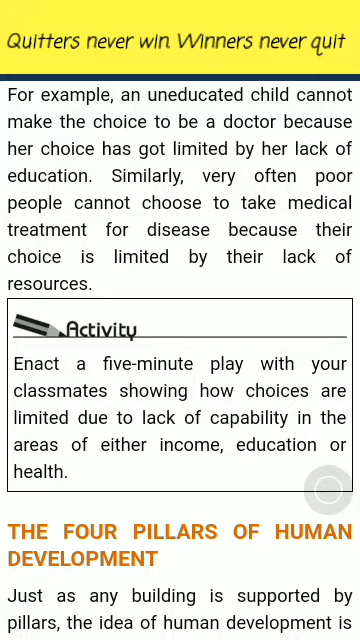 Quitters never win Winners never quit
For example, an uneducated child cannot
make the choice to be a doctor because
her choice has got limited by her lack of
education. Similarly, very often poor
people cannot choose to take medical
treatment for disease because their
choice is limited by their lack of
resources.
Activity
Enact a five-minute play with your
classmates showing how choices are
limited due to lack of capability in the
areas of either income, education or
health.
THE FOUR PILLARS OF HUMAN
DEVELOPMENT
Just as any building is supported by
pillars, the idea of human development is